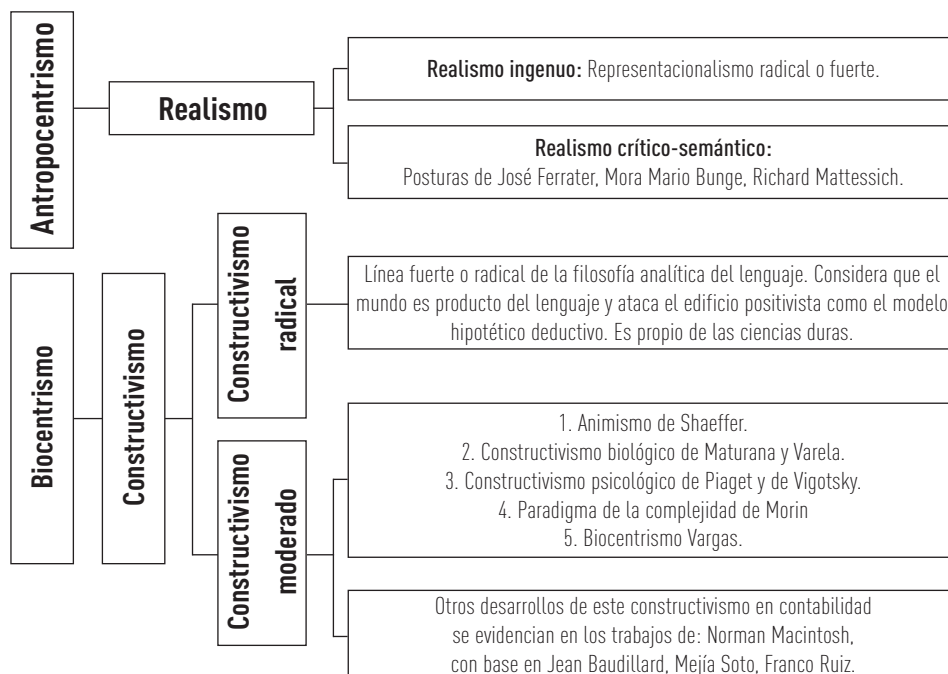 Antropocentrismo
Realismo
Realismo ingenuo: Representacionalismo radical o fuerte.
Realismo crítico-semántico:
Posturas de José Ferrater, Mora Mario Bunge, Richard Mattessich.
Biocentrismo
Constructivismo
Constructivismo
radical
Línea fuerte o radical de la filosofía analítica del lenguaje. Considera que el
mundo es producto del lenguaje y ataca el edificio positivista como el modelo
hipotético deductivo. Es propio de las ciencias duras.
Constructivismo
moderado
1. Animismo de Shaeffer.
2. Constructivismo biológico de Maturana y Varela.
3. Constructivismo psicológico de Piaget y de Vigotsky.
4. Paradigma de la complejidad de Morin
5. Biocentrismo Vargas.
Otros desarrollos de este constructivismo en contabilidad
se evidencian en los trabajos de: Norman Macintosh,
con base en Jean Baudillard, Mejía Soto, Franco Ruiz.